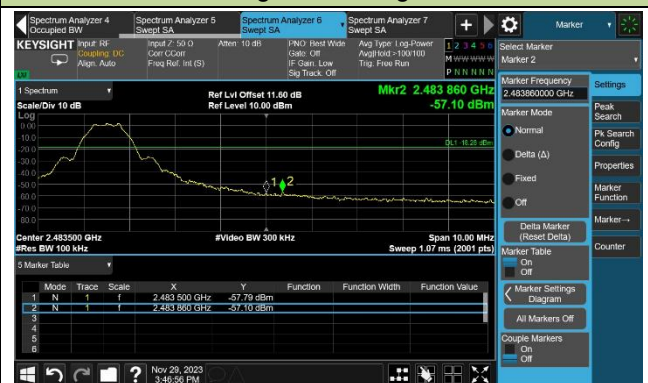 Spectrum Analyzer 4
Occupied BW
Spectrum Analyzer 5
Swept SA
Spectrum Analyzer 6
Swept SA
Spectrum Analyzer 7
Swept SA
+
Marker
KEYSIGHT
Input: RF
Coupling: DC
Align: Auto
Input Z: 50 Ω
Corr CCorr
Freq Ref: Int (S)
Atten: 10 dB
PNO: Best Wide
Gate: Off
IF Gain: Low
Sig Track: Off
Avg Type: Log-Power
Avg|Hold >100/100
Trig: Free Run
1 2 3 4 5 6
M W W W W W
P N N N N N
LW
1 Spectrum
Scale/Div 10 dB
Log
Ref Lvl Offset 11.60 dB
Ref Level 10.00 dBm
Mkr2 2.483 860 GHz
-57.10 dBm
0.00
-10.0
-20.0
-30.0
-40.0
-50.0
-60.0
-70.0
-80.0
1
2
Center 2.483500 GHz
#Res BW 100 kHz
#Video BW 300 kHz
Span 10.00 MHz
Sweep 1.07 ms (2001 pts)
5 Marker Table
Mode Trace Scale X Y Function Function Width Function Value
1 N 1 f 2.483 500 GHz -57.79 dBm
2 N 1 f 2.483 860 GHz -57.10 dBm
3
4
5
6
Select Marker
Marker 2
Marker Frequency
2.483860000 GHz
Marker Mode
Normal
Delta (Δ)
Fixed
Off
Delta Marker
(Reset Delta)
Marker Table
On
Off
Marker Settings
Diagram
All Markers Off
Couple Markers
On
Off
Settings
Peak
Search
Pk Search
Config
Properties
Marker
Function
Marker→
Counter
?
Nov 29, 2023
3:46:56 PM